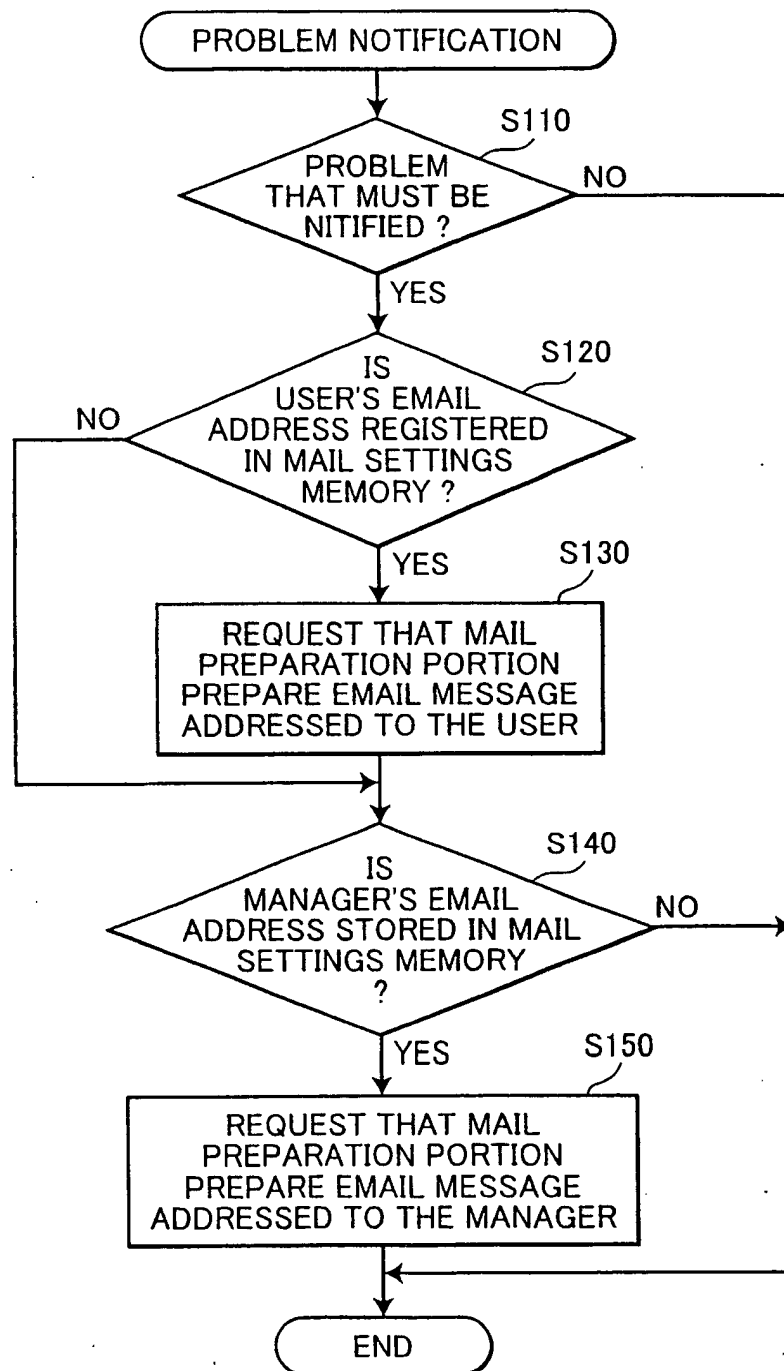 PROBLEM NOTIFICATION
S110
PROBLEM
THAT MUST BE
NITIFIED ?
NO
YES
S120
IS
USER'S EMAIL
ADDRESS REGISTERED
IN MAIL SETTINGS
MEMORY ?
NO
YES
S130
REQUEST THAT MAIL
PREPARATION PORTION
PREPARE EMAIL MESSAGE
ADDRESSED TO THE USER
S140
IS
MANAGER'S EMAIL
ADDRESS STORED IN MAIL
SETTINGS MEMORY
?
NO
YES
S150
REQUEST THAT MAIL
PREPARATION PORTION
PREPARE EMAIL MESSAGE
ADDRESSED TO THE MANAGER
END